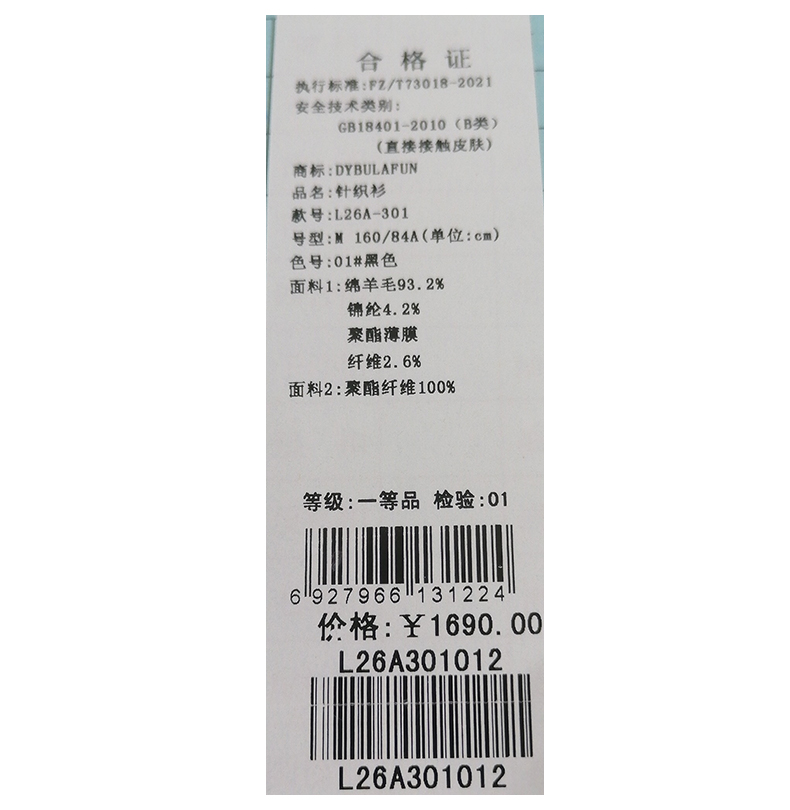 合格证
执行标准:FZ/T73018-2021
安全技术类别:
GB18401-2010（B类）
(直接接触皮肤)
商标:DYBULAFUN
品名:针织衫
款号:L26A-301
号型:M 160/84A(单位:cm)
色号:01#黑色
面料1:绵羊毛93.2%
锦纶4.2%
聚酯薄膜
纤维2.6%
面料2:聚酯纤维100%
等级:一等品 检验:01
6 927966 131224
价格:￥1690.00
L26A301012
L26A301012